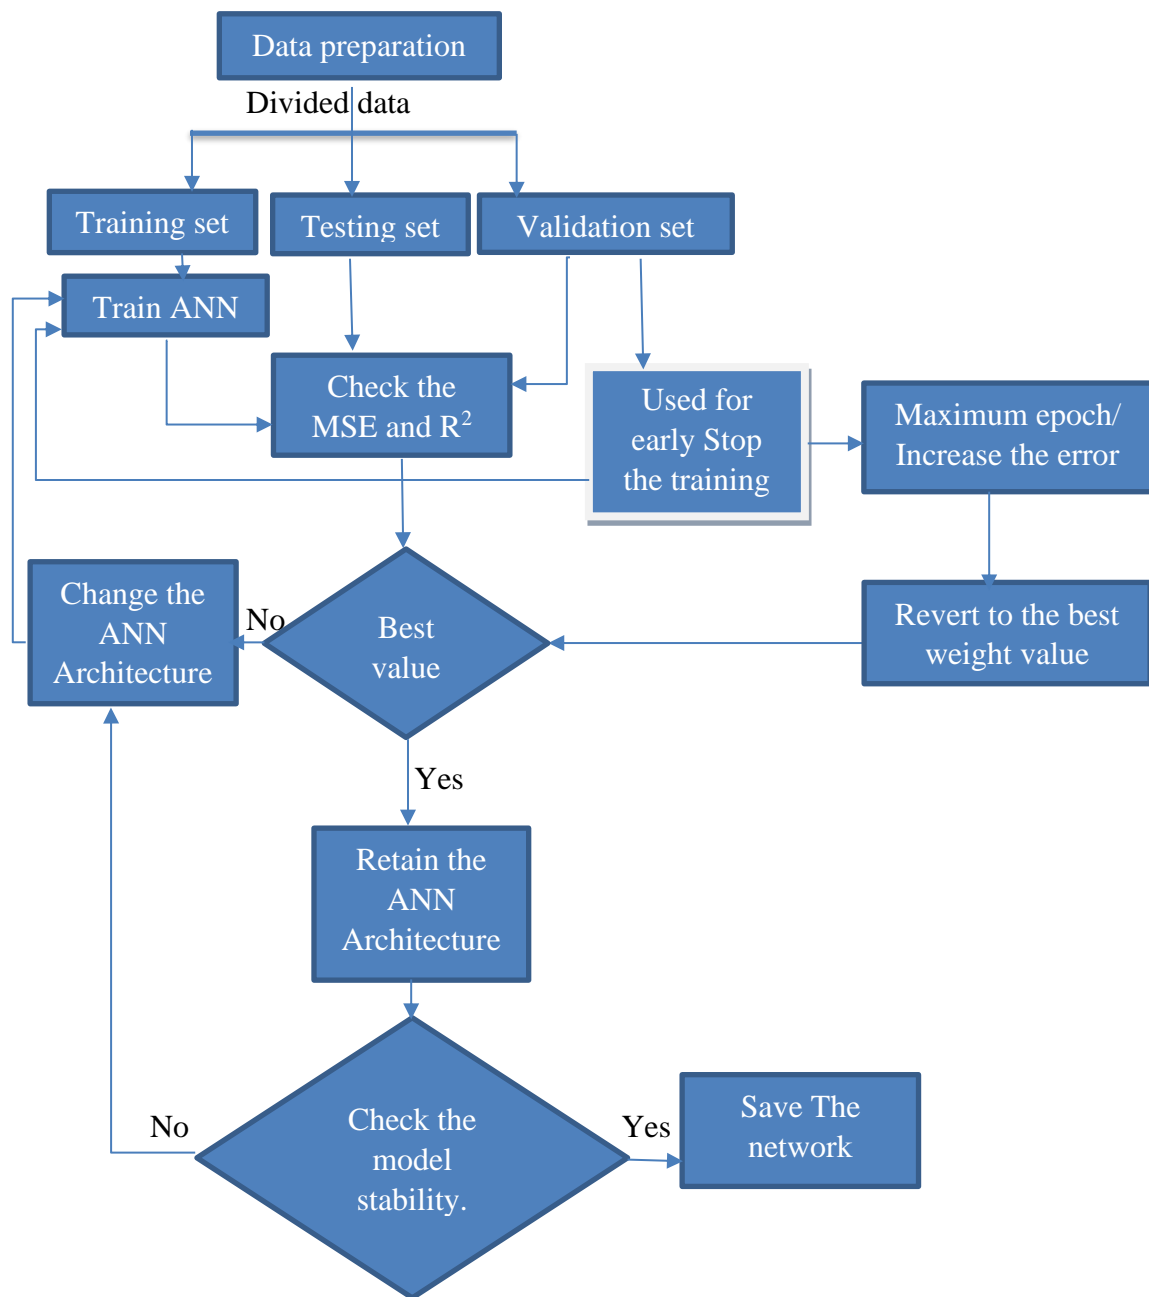 Data preparation
Divided data
Training set
Testing set
Validation set
Train ANN
Check the
MSE and R²
Used for
early Stop
the training
Maximum epoch/
Increase the error
Change the
ANN
Architecture
No
Best
value
Revert to the best
weight value
Yes
Retain the
ANN
Architecture
No
Check the
model
stability.
Yes
Save The
network